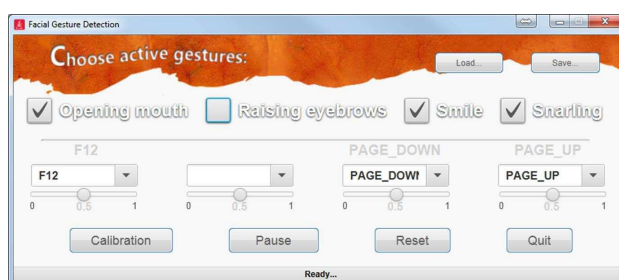 Facial Gesture Detection
Choose active gestures:
Load... Save...
Opening mouth Raising eyebrows Smile Snarling
F12 PAGE_DOWN PAGE_UP
F12 PAGE_DOWN PAGE_UP
0 0.5 1 0 0.5 1 0 0.5 1 0 0.5 1
Calibration Pause Reset Quit
Ready...